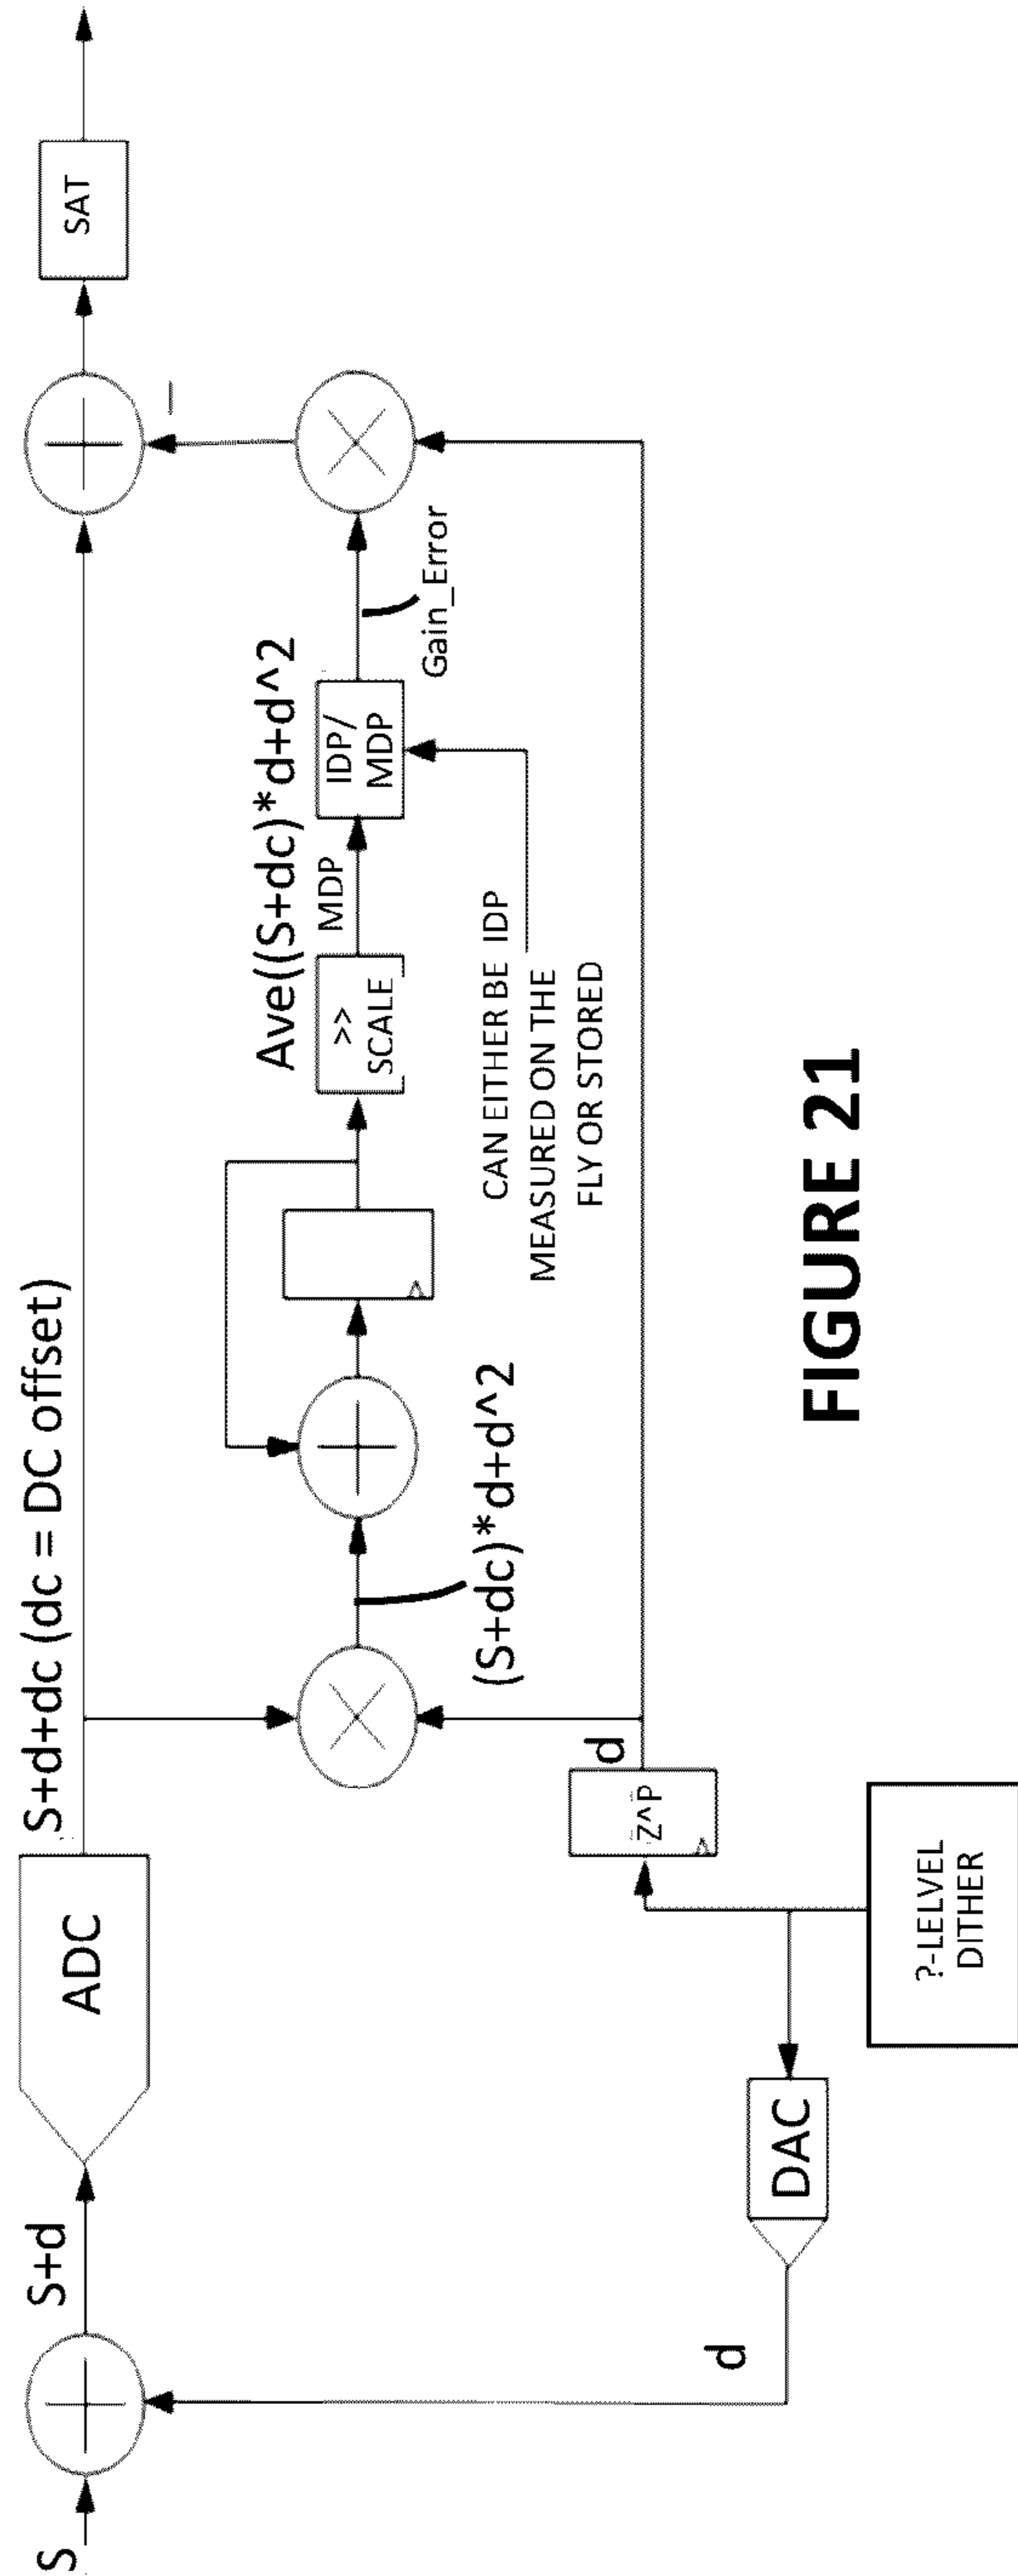 S
S+d
ADC
S+d+dc (dc = DC offset)
SAT
(S+dc)*d+d^2
>>
SCALE
Ave((S+dc)*d+d^2
MDP
IDP/
MDP
Gain_Error
–
CAN EITHER BE IDP
MEASURED ON THE
FLY OR STORED
d
Z^P
d
DAC
?-LELVEL
DITHER
FIGURE 21